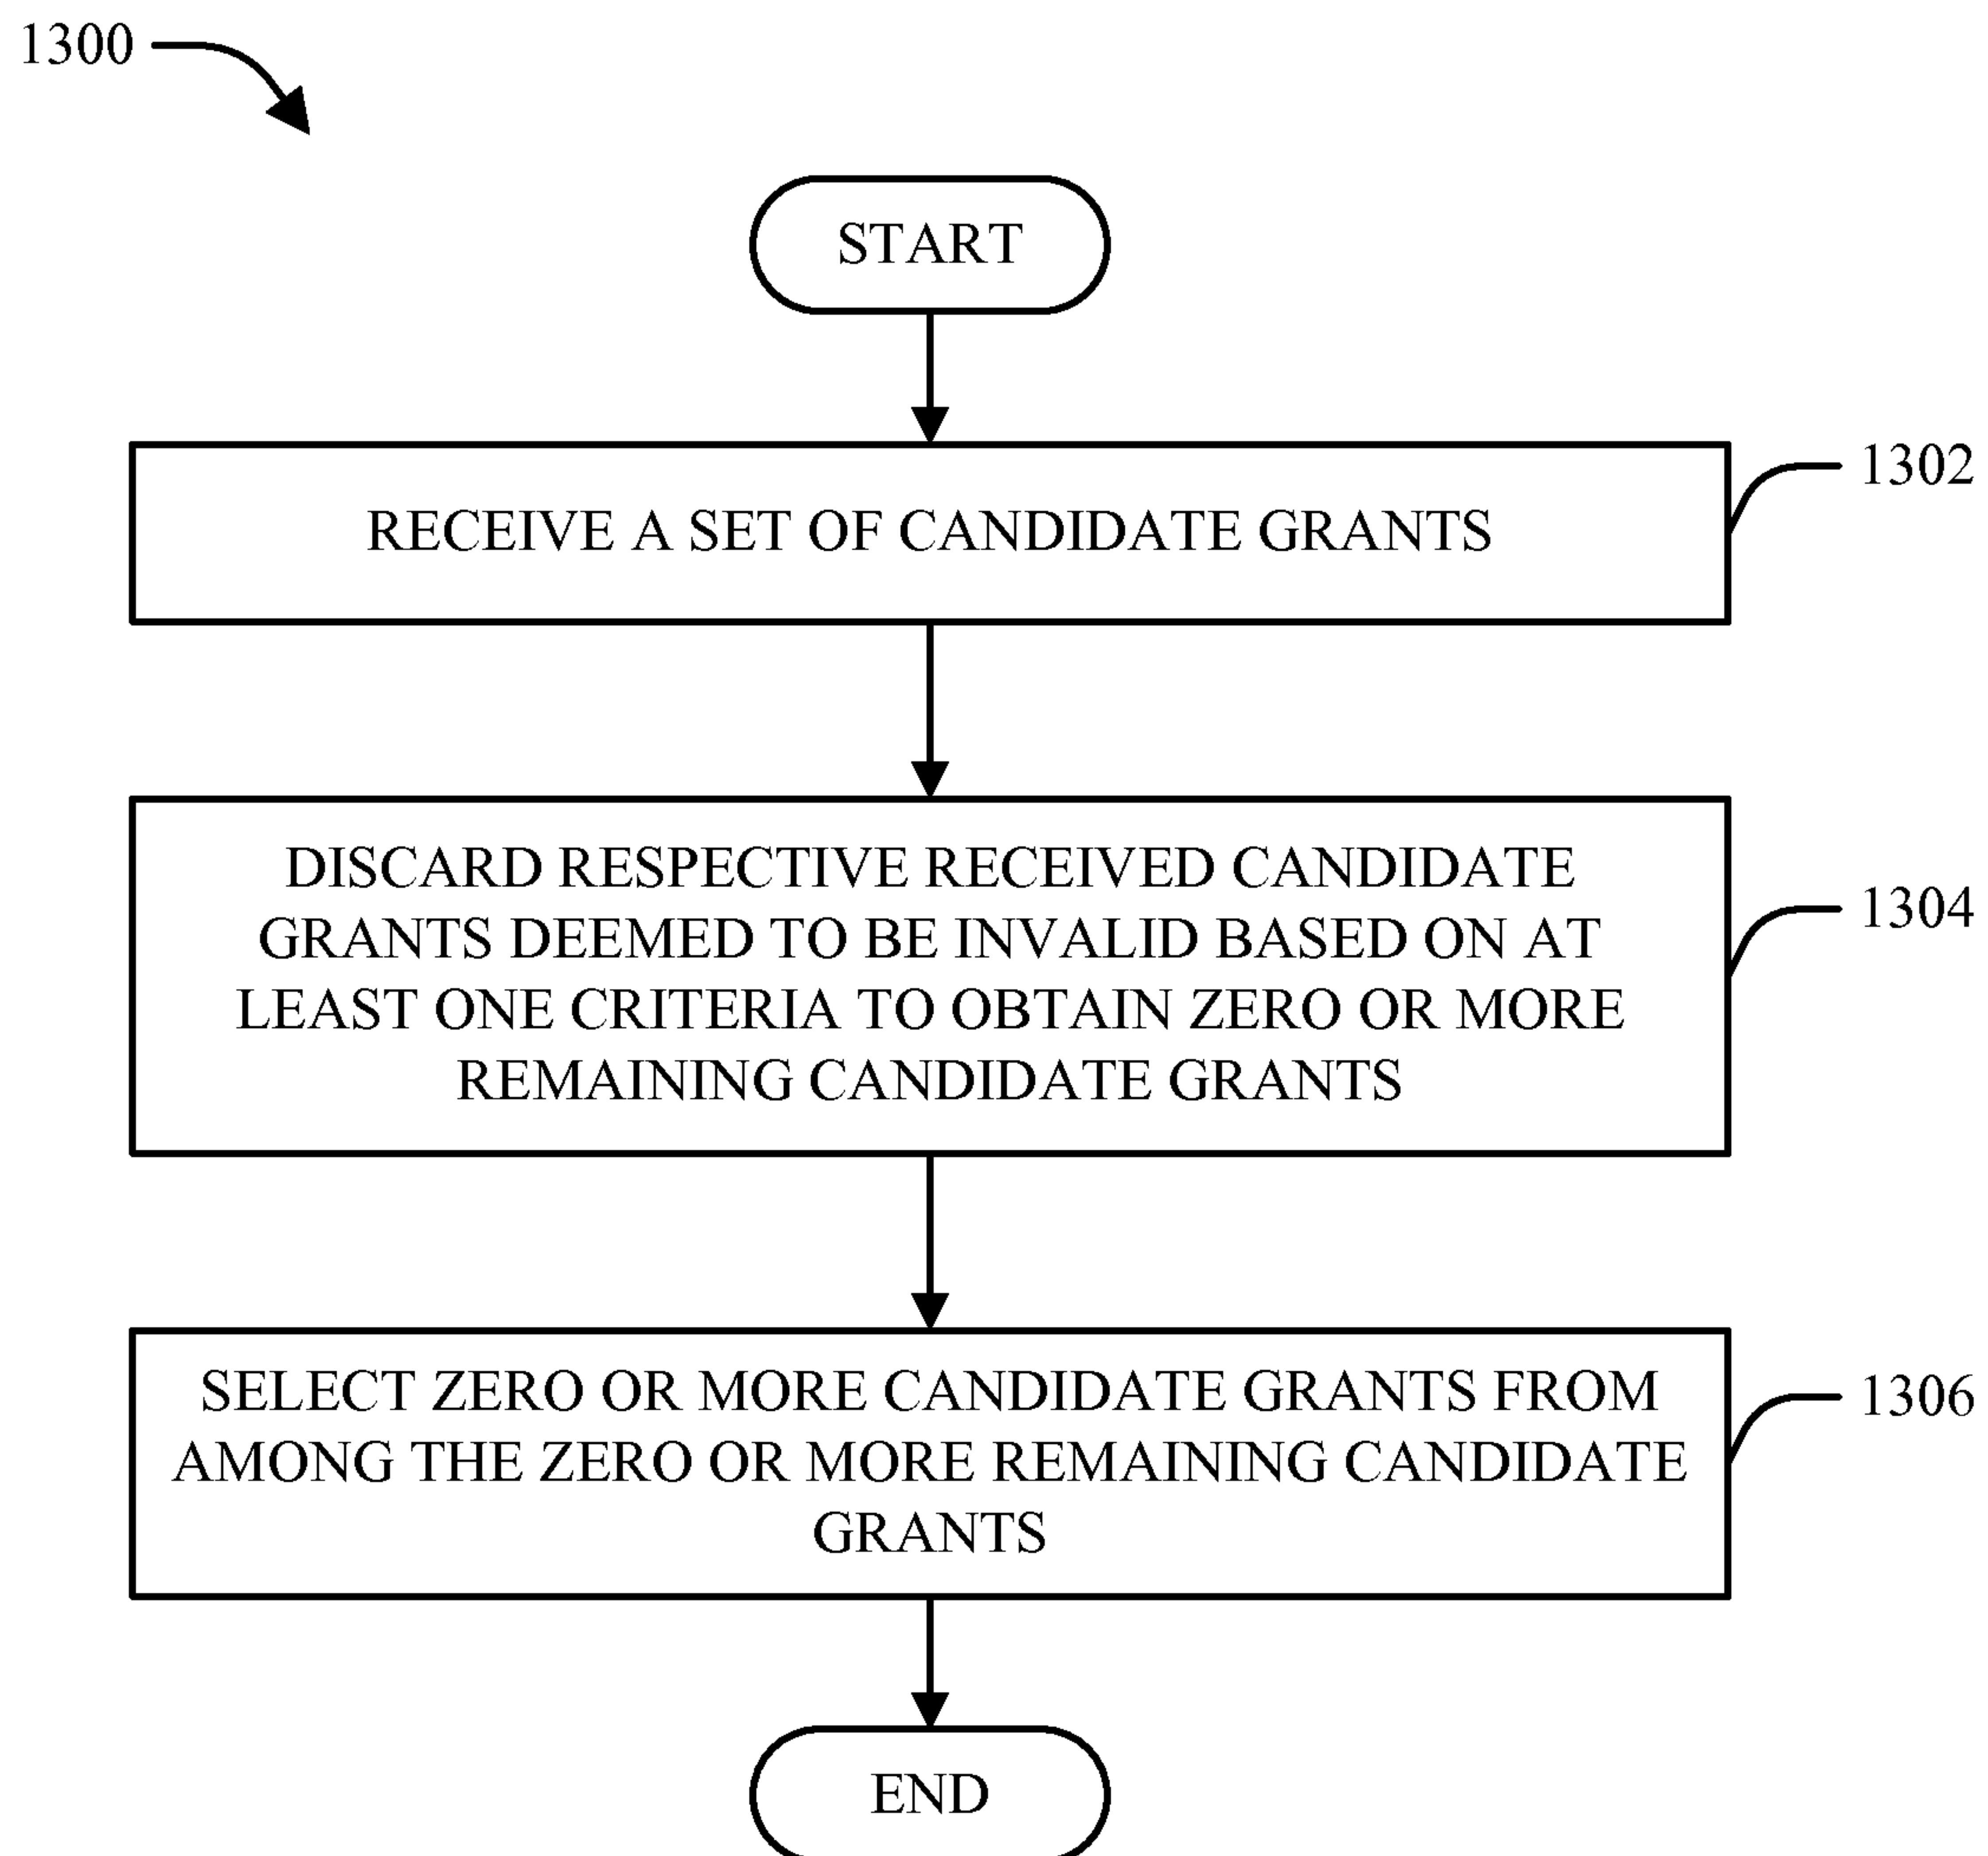 1300
START
RECEIVE A SET OF CANDIDATE GRANTS
1302
DISCARD RESPECTIVE RECEIVED CANDIDATE
GRANTS DEEMED TO BE INVALID BASED ON AT
LEAST ONE CRITERIA TO OBTAIN ZERO OR MORE
REMAINING CANDIDATE GRANTS
1304
SELECT ZERO OR MORE CANDIDATE GRANTS FROM
AMONG THE ZERO OR MORE REMAINING CANDIDATE
GRANTS
1306
END